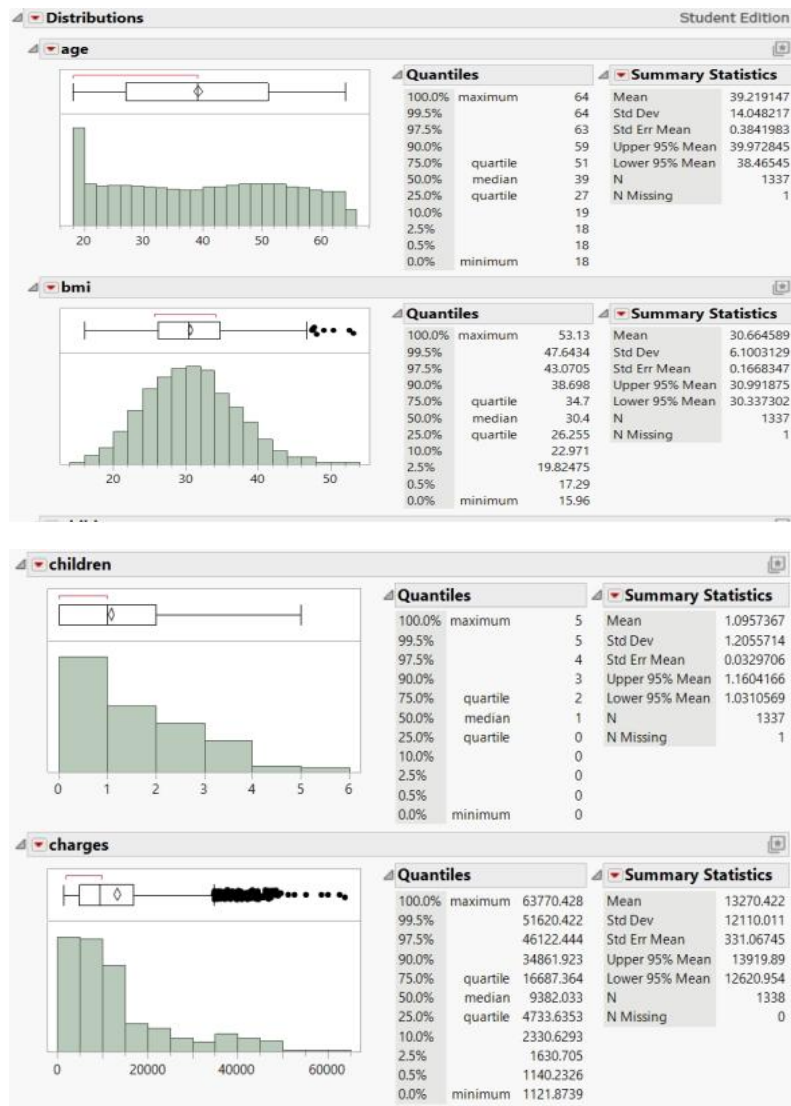 Distributions Student Edition
age
Quantiles
100.0% maximum 64
99.5% 64
97.5% 63
90.0% 59
75.0% quartile 51
50.0% median 39
25.0% quartile 27
10.0% 19
2.5% 18
0.5% 18
0.0% minimum 18
Summary Statistics
Mean 39.219147
Std Dev 14.048217
Std Err Mean 0.3841983
Upper 95% Mean 39.972845
Lower 95% Mean 38.46545
N 1337
N Missing 1
20 30 40 50 60
bmi
Quantiles
100.0% maximum 53.13
99.5% 47.6434
97.5% 43.0705
90.0% 38.698
75.0% quartile 34.7
50.0% median 30.4
25.0% quartile 26.255
10.0% 22.971
2.5% 19.82475
0.5% 17.29
0.0% minimum 15.96
Summary Statistics
Mean 30.664589
Std Dev 6.1003129
Std Err Mean 0.1668347
Upper 95% Mean 30.991875
Lower 95% Mean 30.337302
N 1337
N Missing 1
20 30 40 50
children
Quantiles
100.0% maximum 5
99.5% 5
97.5% 4
90.0% 3
75.0% quartile 2
50.0% median 1
25.0% quartile 0
10.0% 0
2.5% 0
0.5% 0
0.0% minimum 0
Summary Statistics
Mean 1.0957367
Std Dev 1.2055714
Std Err Mean 0.0329706
Upper 95% Mean 1.1604166
Lower 95% Mean 1.0310569
N 1337
N Missing 1
0 1 2 3 4 5 6
charges
Quantiles
100.0% maximum 63770.428
99.5% 51620.422
97.5% 46122.444
90.0% 34861.923
75.0% quartile 16687.364
50.0% median 9382.033
25.0% quartile 4733.6353
10.0% 2330.6293
2.5% 1630.705
0.5% 1140.2326
0.0% minimum 1121.8739
Summary Statistics
Mean 13270.422
Std Dev 12110.011
Std Err Mean 331.06745
Upper 95% Mean 13919.89
Lower 95% Mean 12620.954
N 1338
N Missing 0
0 20000 40000 60000